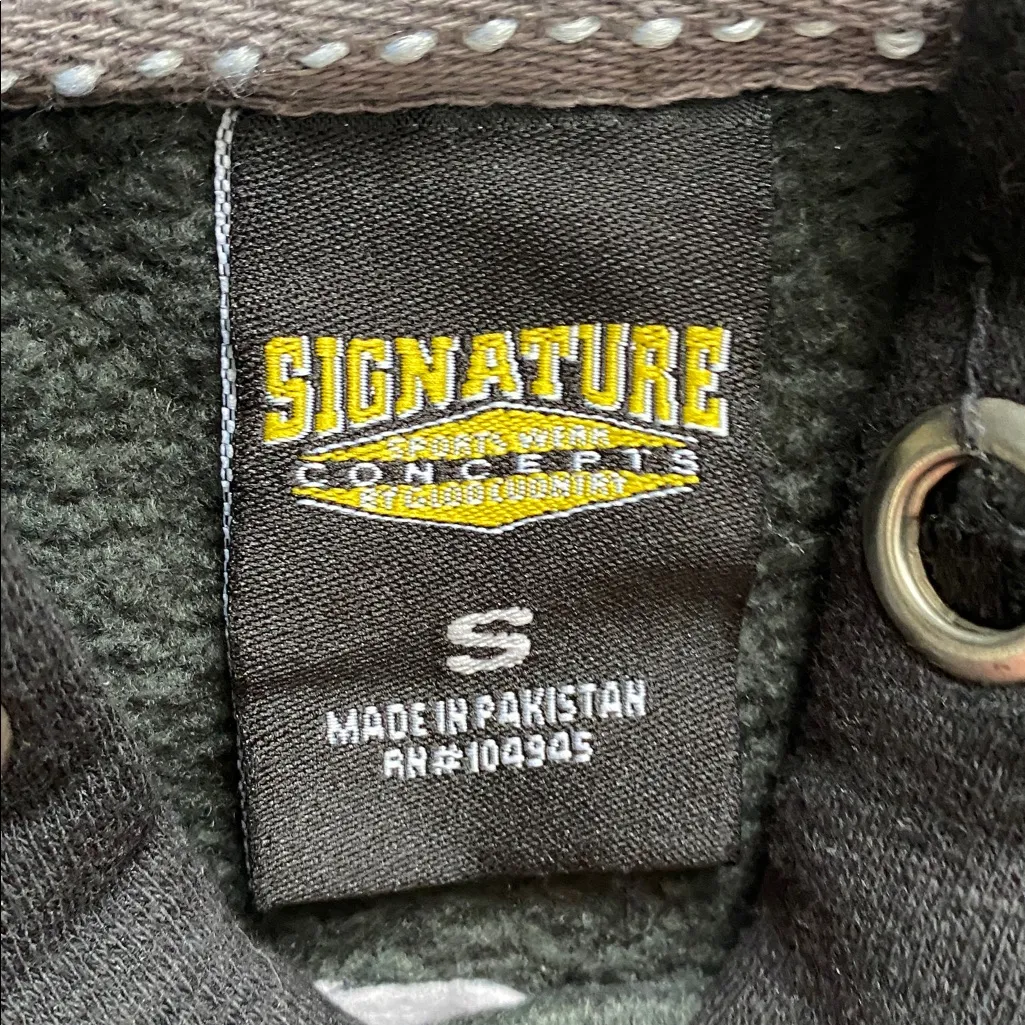 SIGNATURE
SPORTS WEAR
CONCEPTS
S
MADE IN PAKISTAN
RN#104945